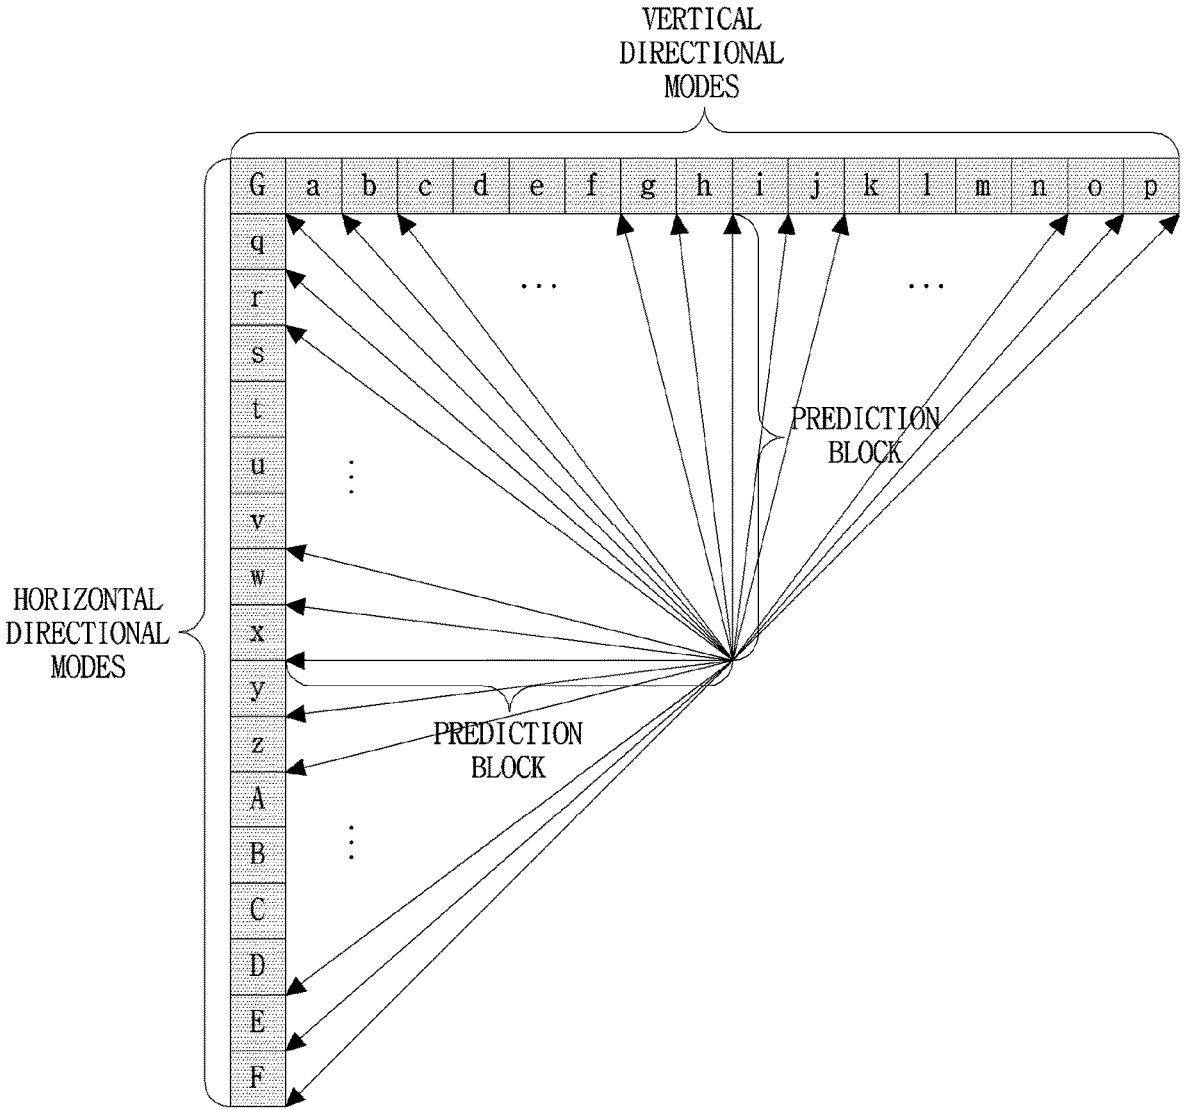 VERTICAL
DIRECTIONAL
MODES
G a b c d e f g h i j k l m n o p
q
r
...
...
s
t
PREDICTION
BLOCK
u
v
w
HORIZONTAL
DIRECTIONAL
MODES
x
y
z
PREDICTION
BLOCK
A
B
C
D
E
F